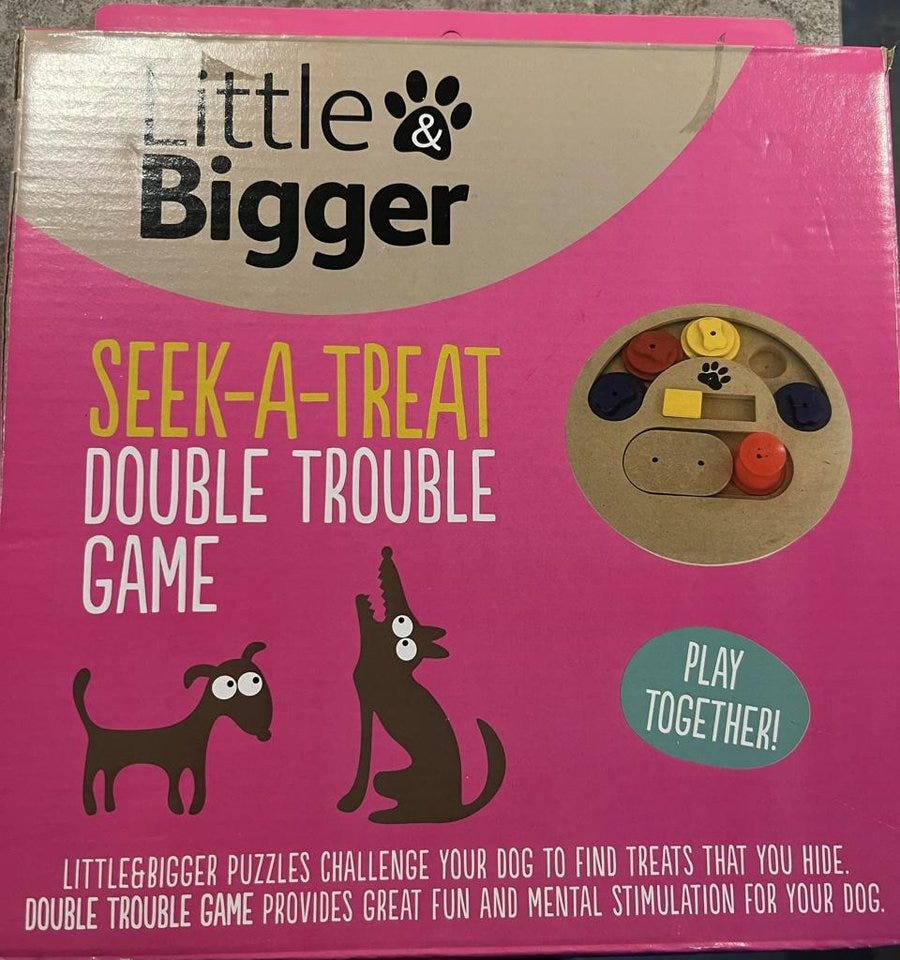 Little &
Bigger
SEEK-A-TREAT
DOUBLE TROUBLE
GAME
PLAY
TOGETHER!
LITTLE&BIGGER PUZZLES CHALLENGE YOUR DOG TO FIND TREATS THAT YOU HIDE.
DOUBLE TROUBLE GAME PROVIDES GREAT FUN AND MENTAL STIMULATION FOR YOUR DOG.